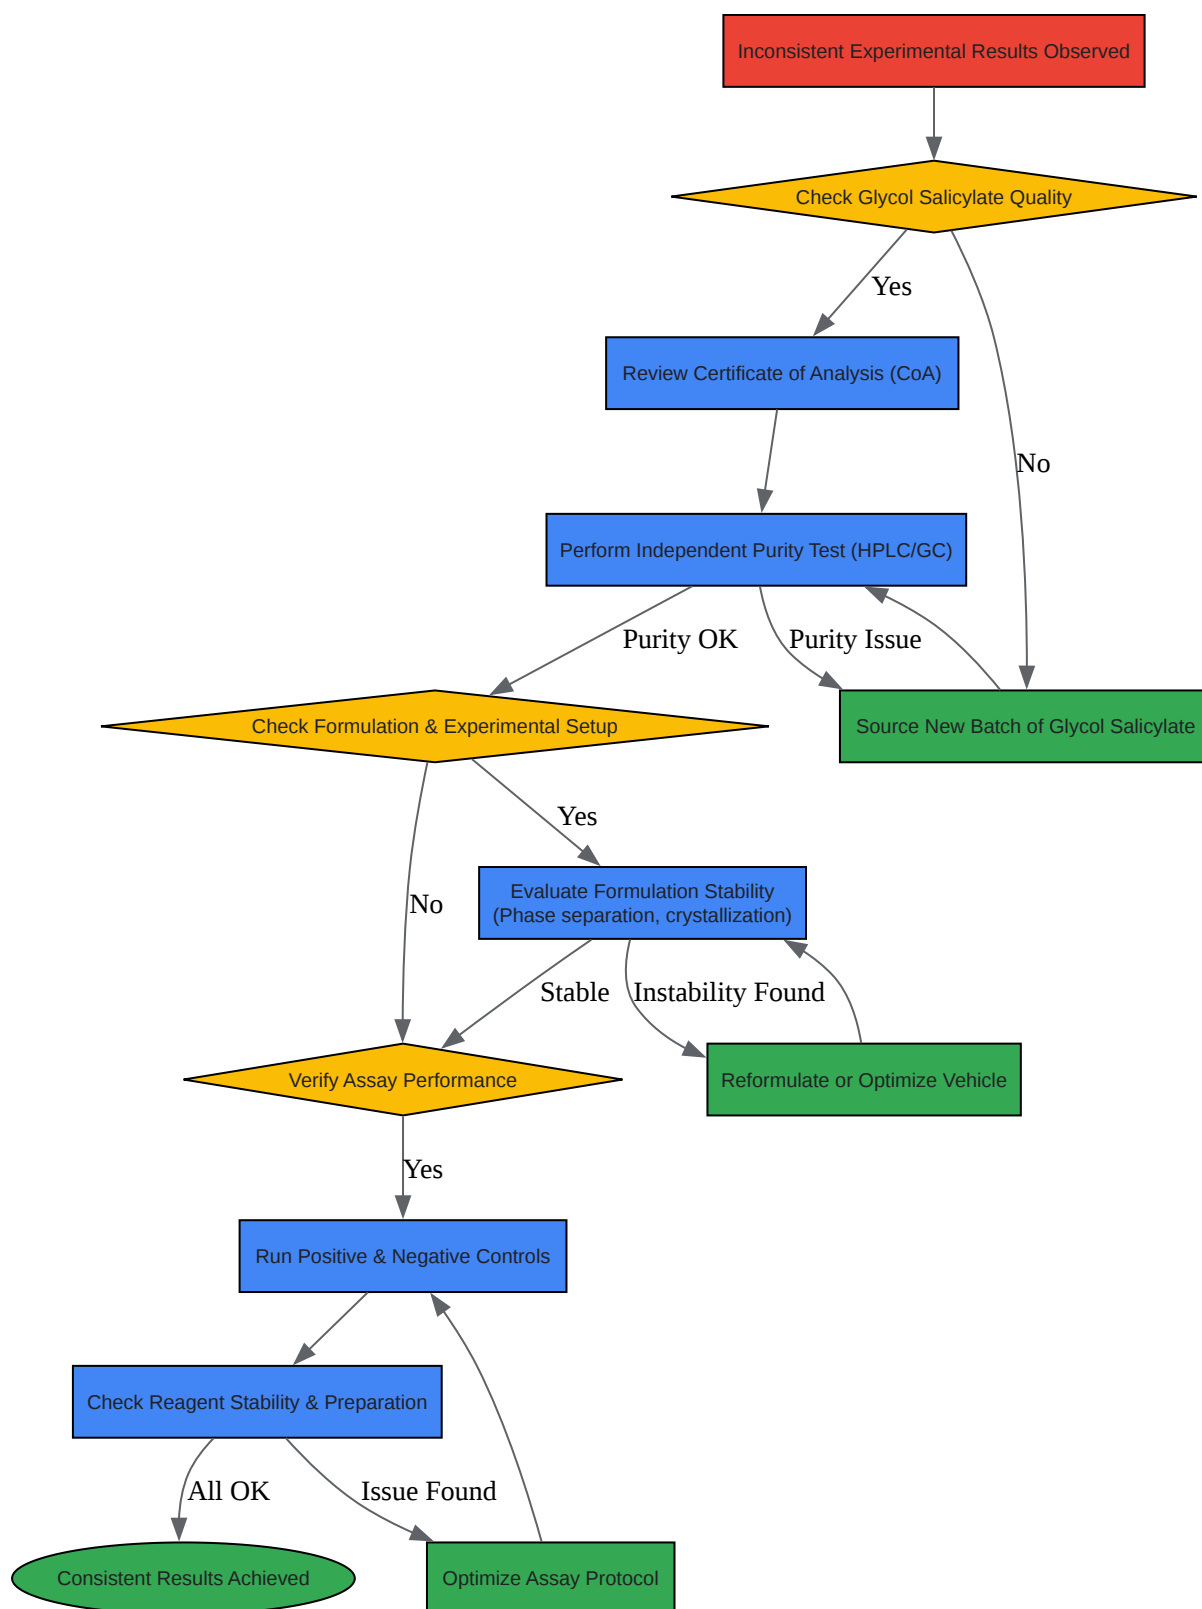 Inconsistent Experimental Results Observed
Check Glycol Salicylate Quality
Yes
Review Certificate of Analysis (CoA)
No
Perform Independent Purity Test (HPLC/GC)
Purity OK
Purity Issue
Check Formulation & Experimental Setup
Source New Batch of Glycol Salicylate
Yes
Evaluate Formulation Stability
(Phase separation, crystallization)
No
Stable
Instability Found
Verify Assay Performance
Reformulate or Optimize Vehicle
Yes
Run Positive & Negative Controls
Check Reagent Stability & Preparation
All OK
Issue Found
Consistent Results Achieved
Optimize Assay Protocol